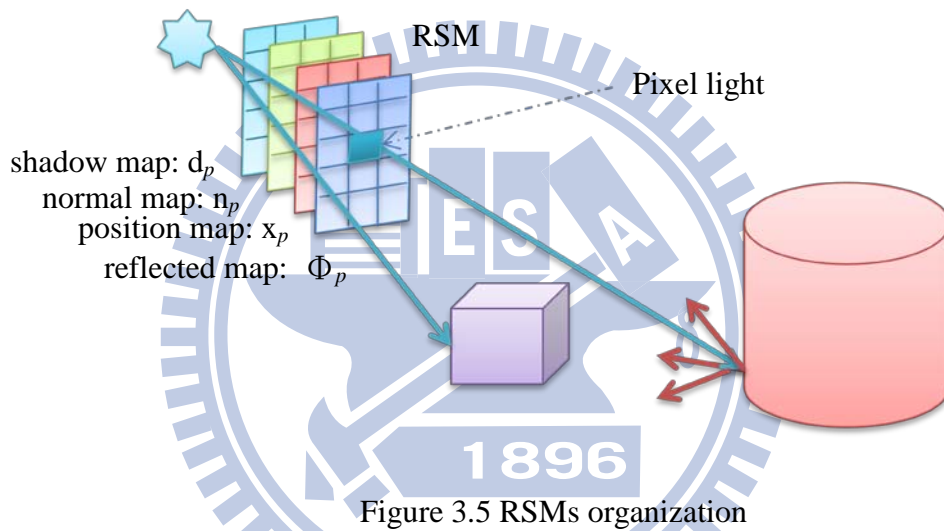 RSM
Pixel light
shadow map: dₚ
normal map: nₚ
position map: xₚ
reflected map: Φₚ
E S A
1896
Figure 3.5 RSMs organization